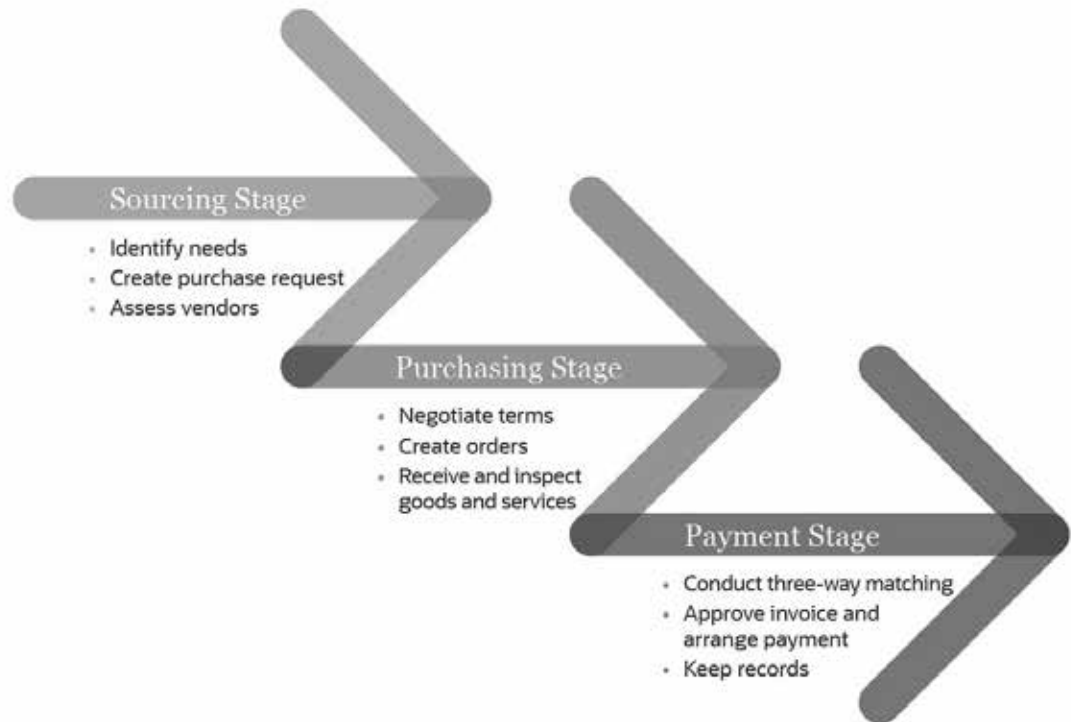 Sourcing Stage
• Identify needs
• Create purchase request
• Assess vendors
Purchasing Stage
• Negotiate terms
• Create orders
• Receive and inspect
goods and services
Payment Stage
• Conduct three-way matching
• Approve invoice and
arrange payment
• Keep records